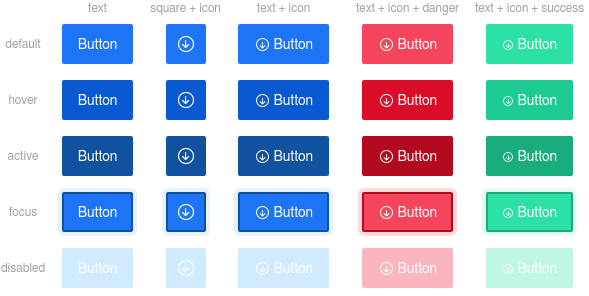 text square + icon text + icon text + icon + danger text + icon + success
default Button Button Button Button
hover Button Button Button Button
active Button Button Button Button
focus Button Button Button Button
disabled Button Button Button Button